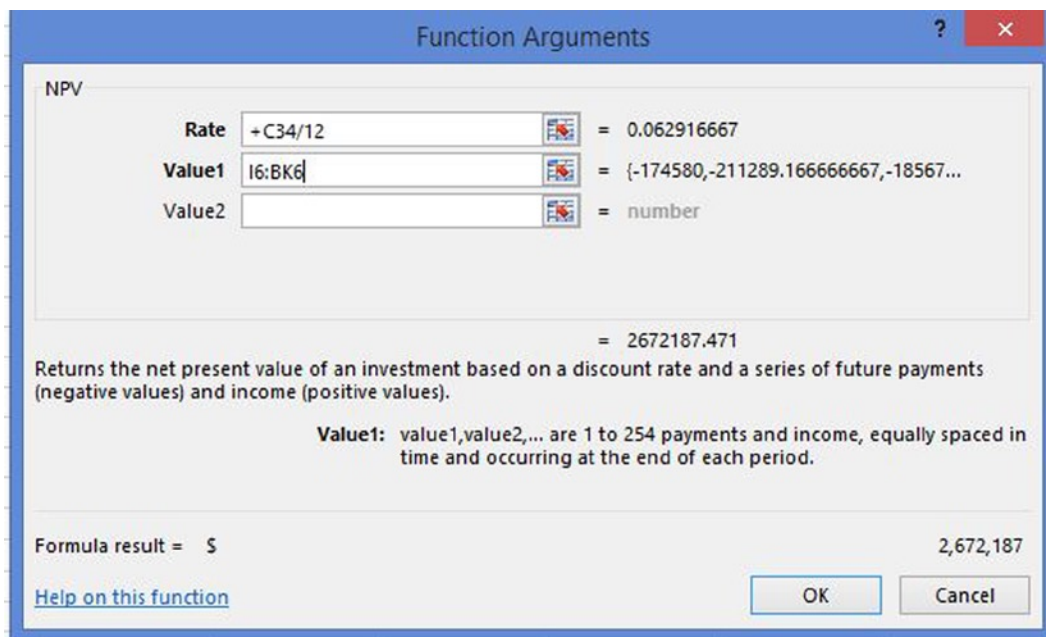 Function Arguments
?
×
NPV
Rate +C34/12 = 0.062916667
Value1 I6:BK6 = {-174580,-211289.166666667,-18567...
Value2 = number
= 2672187.471
Returns the net present value of an investment based on a discount rate and a series of future payments
(negative values) and income (positive values).
Value1: value1,value2,... are 1 to 254 payments and income, equally spaced in
time and occurring at the end of each period.
Formula result = $ 2,672,187
Help on this function
OK
Cancel